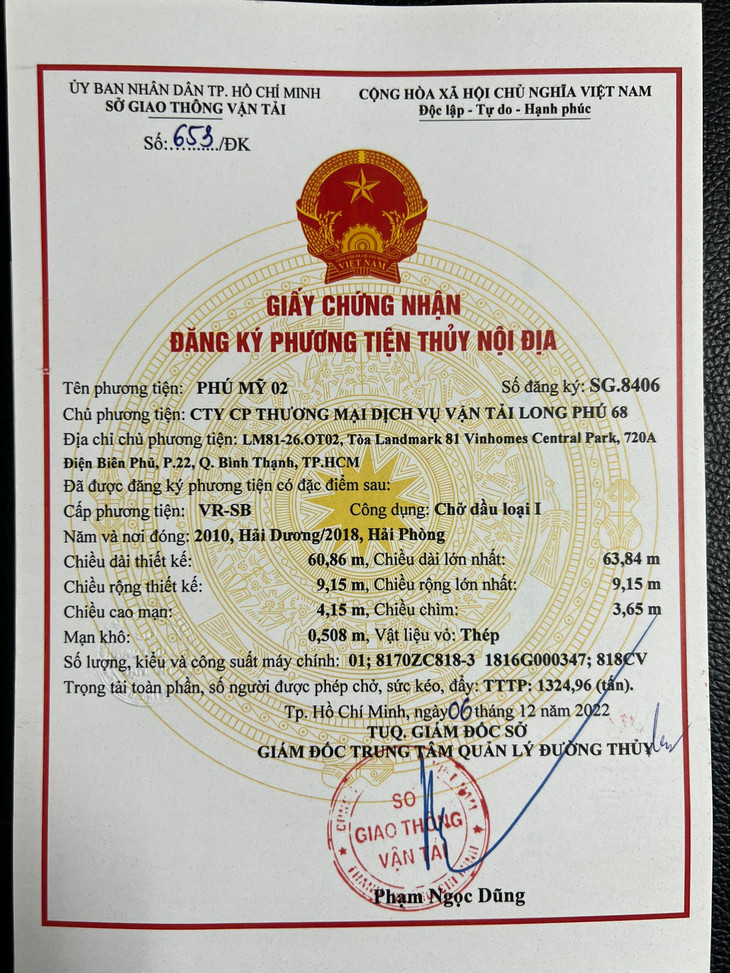 ỦY BAN NHÂN DÂN TP. HỒ CHÍ MINH
SỞ GIAO THÔNG VẬN TẢI
CỘNG HÒA XÃ HỘI CHỦ NGHĨA VIỆT NAM
Độc lập - Tự do - Hạnh phúc
Số:653/ĐK
VIỆT NAM
GIẤY CHỨNG NHẬN
ĐĂNG KÝ PHƯƠNG TIỆN THỦY NỘI ĐỊA
Tên phương tiện: PHÚ MỸ 02 Số đăng ký: SG.8406
Chủ phương tiện: CTY CP THƯƠNG MẠI DỊCH VỤ VẬN TẢI LONG PHÚ 68
Địa chỉ chủ phương tiện: LM81-26.OT02, Tòa Landmark 81 Vinhomes Central Park, 720A
Điện Biên Phủ, P.22, Q. Bình Thạnh, TP.HCM
Đã được đăng ký phương tiện có đặc điểm sau:
Cấp phương tiện: VR-SB Công dụng: Chở dầu loại I
Năm và nơi đóng: 2010, Hải Dương/2018, Hải Phòng
Chiều dài thiết kế: 60,86 m, Chiều dài lớn nhất: 63,84 m
Chiều rộng thiết kế: 9,15 m, Chiều rộng lớn nhất: 9,15 m
Chiều cao mạn: 4,15 m, Chiều chìm: 3,65 m
Mạn khô: 0,508 m, Vật liệu vỏ: Thép
Số lượng, kiểu và công suất máy chính: 01; 8170ZC818-3 1816G000347; 818CV
Trọng tải toàn phần, số người được phép chở, sức kéo, đẩy: TTTP: 1324,96 (tấn).
Tp. Hồ Chí Minh, ngày 06 tháng 12 năm 2022
TUQ. GIÁM ĐỐC SỞ
GIÁM ĐỐC TRUNG TÂM QUẢN LÝ ĐƯỜNG THỦY
SỞ
GIAO THÔNG
VẬN TẢI
Phạm Ngọc Dũng